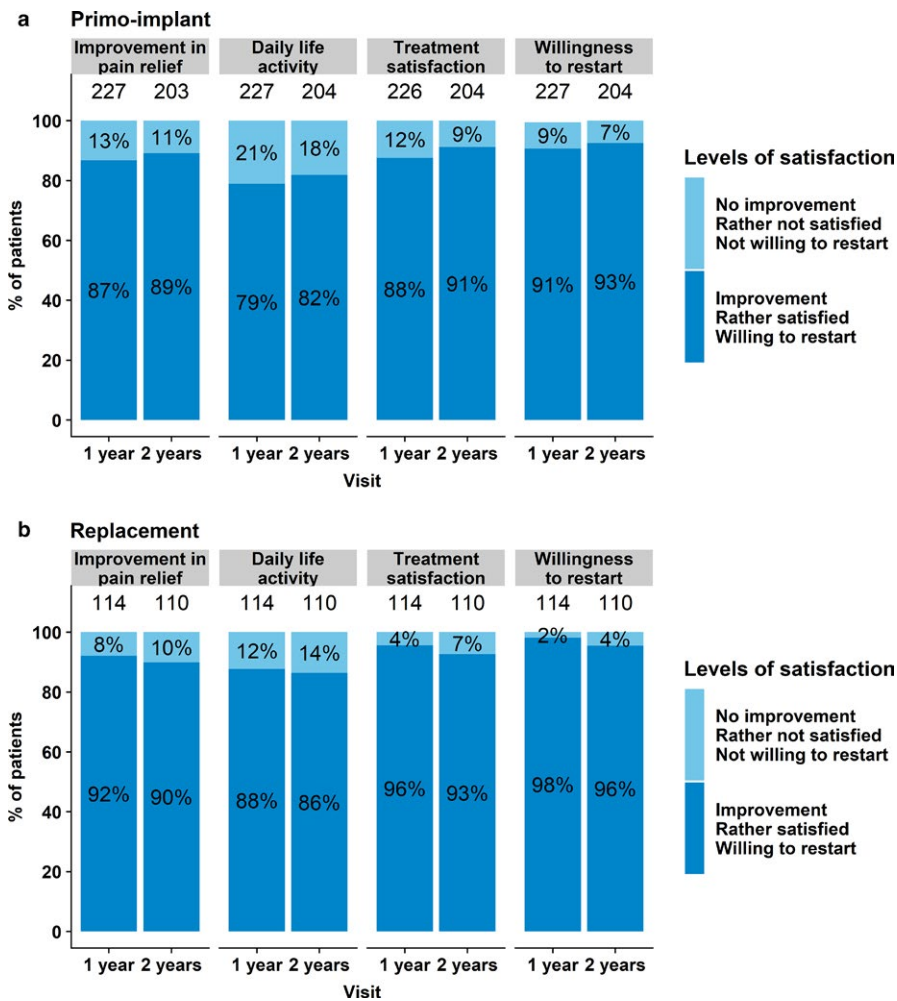 a Primo-implant
Improvement in pain relief
Daily life activity
Treatment satisfaction
Willingness to restart
227 203 227 204 226 204 227 204
100
80
60
40
20
0
% of patients
13% 11% 21% 18% 12% 9% 9% 7%
87% 89% 79% 82% 88% 91% 91% 93%
1 year 2 years 1 year 2 years 1 year 2 years 1 year 2 years
Visit
Levels of satisfaction
No improvement
Rather not satisfied
Not willing to restart
Improvement
Rather satisfied
Willing to restart
b Replacement
Improvement in pain relief
Daily life activity
Treatment satisfaction
Willingness to restart
114 110 114 110 114 110 114 110
100
80
60
40
20
0
% of patients
8% 10% 12% 14% 4% 7% 2% 4%
92% 90% 88% 86% 96% 93% 98% 96%
1 year 2 years 1 year 2 years 1 year 2 years 1 year 2 years
Visit
Levels of satisfaction
No improvement
Rather not satisfied
Not willing to restart
Improvement
Rather satisfied
Willing to restart